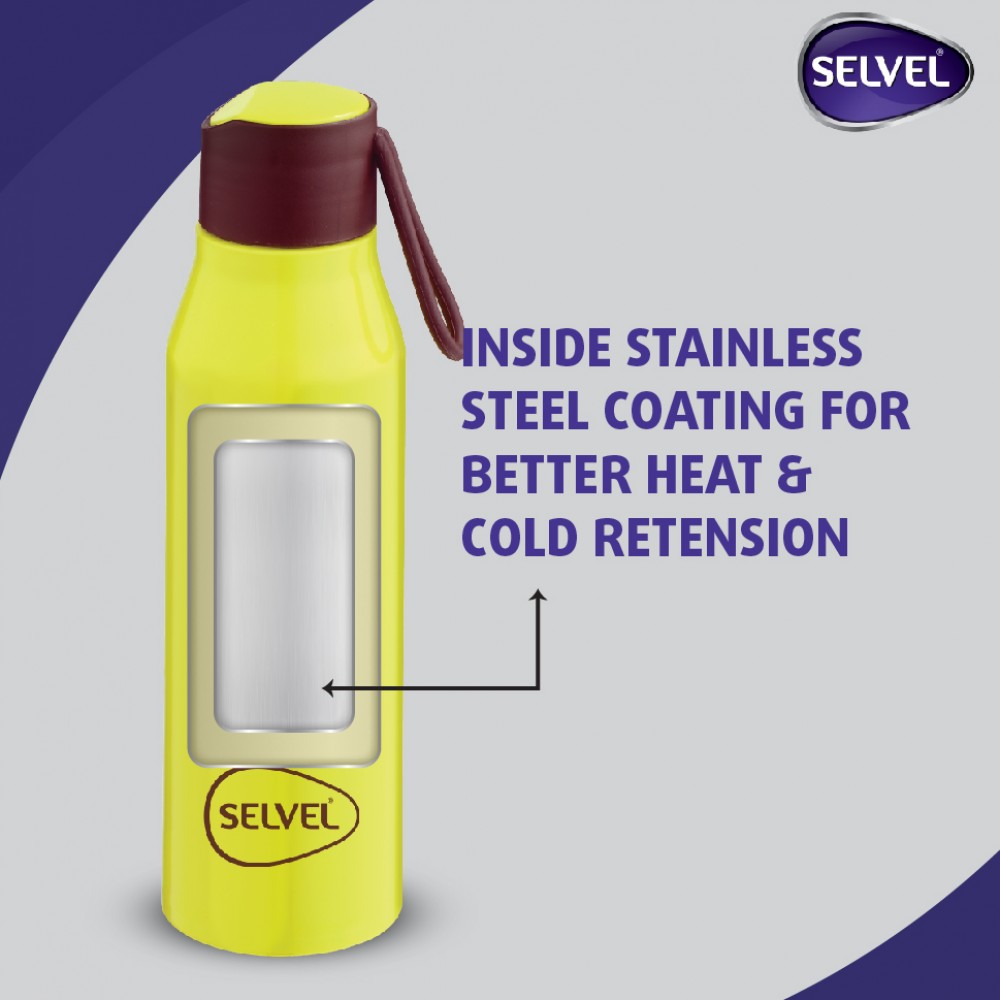 SELVEL®
INSIDE STAINLESS
STEEL COATING FOR
BETTER HEAT &
COLD RETENSION
SELVEL®